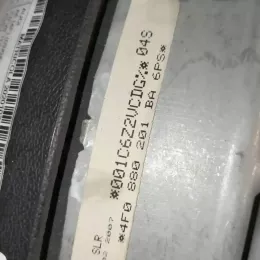 *001C6Z2VCDG%* 04S
*4F0 880 201 BA 6PS*
SLR
2007